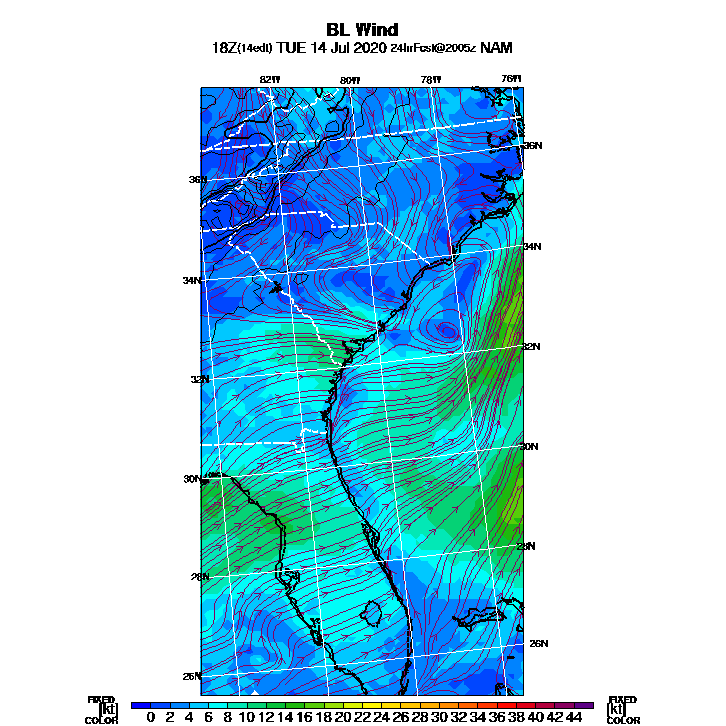 BL Wind
18Z(14edt) TUE 14 Jul 2020 24hrFcst@2005z NAM
82W 80W 78W 76W
36N
36N
34N
34N
32N
32N
30N
30N
28N
28N
26N
26N
FIXED FIXED
[kt] 0 2 4 6 8 10 12 14 16 18 20 22 24 26 28 30 32 34 36 38 40 42 44 [kt]
COLOR COLOR